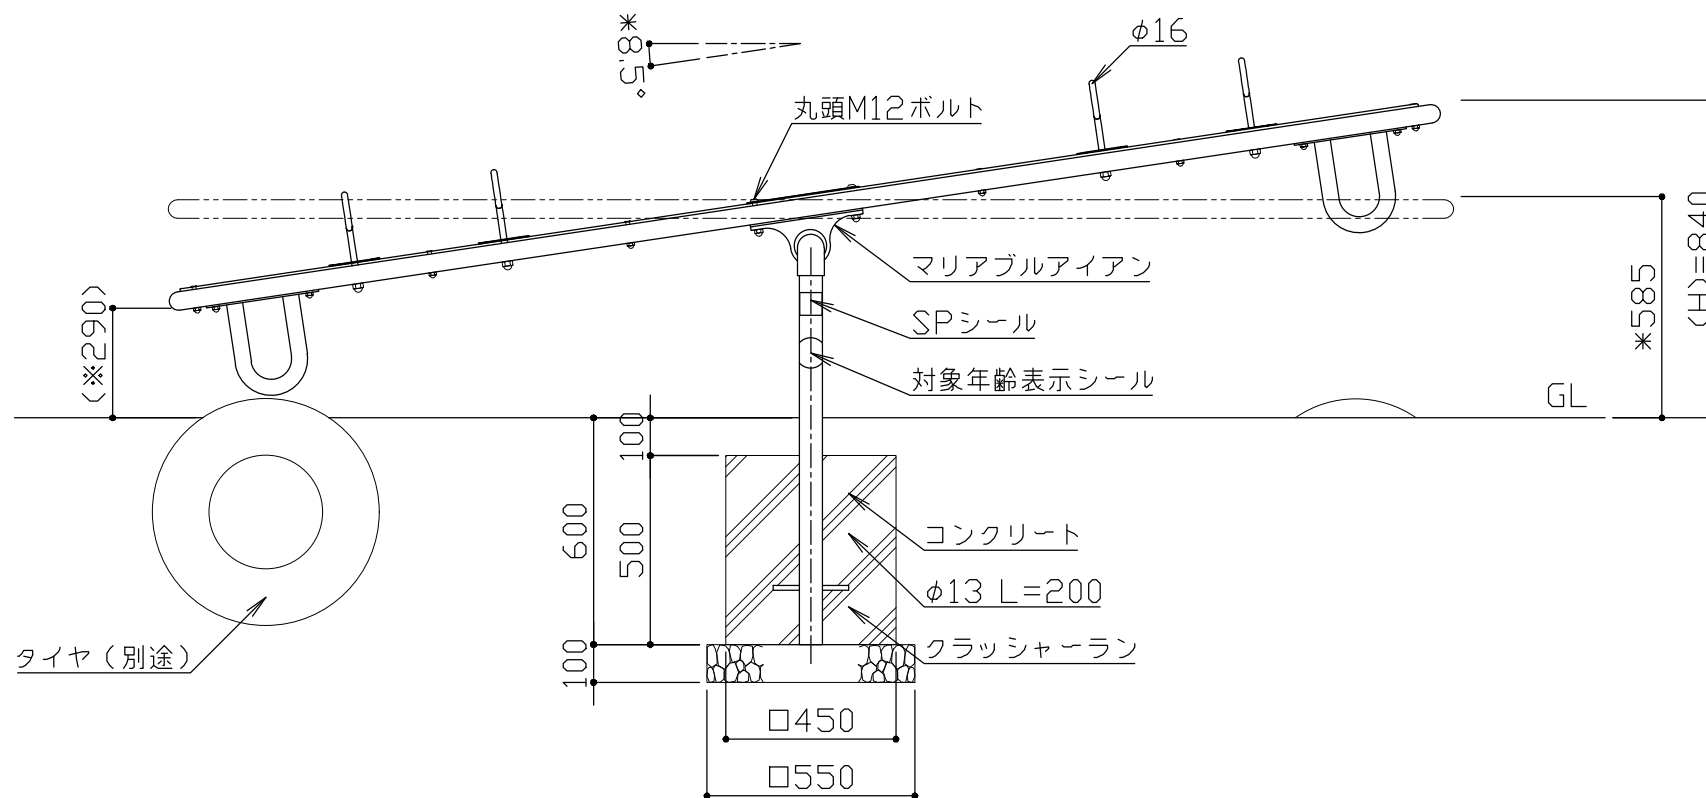 *8.5°
φ16
丸頭M12ボルト
マリアブルアイアン
SPシール
対象年齢表示シール
(※290)
*585
(H)=840
GL
100
600
500
100
コンクリート
φ13 L=200
クラッシャーラン
タイヤ(別途)
□450
□550